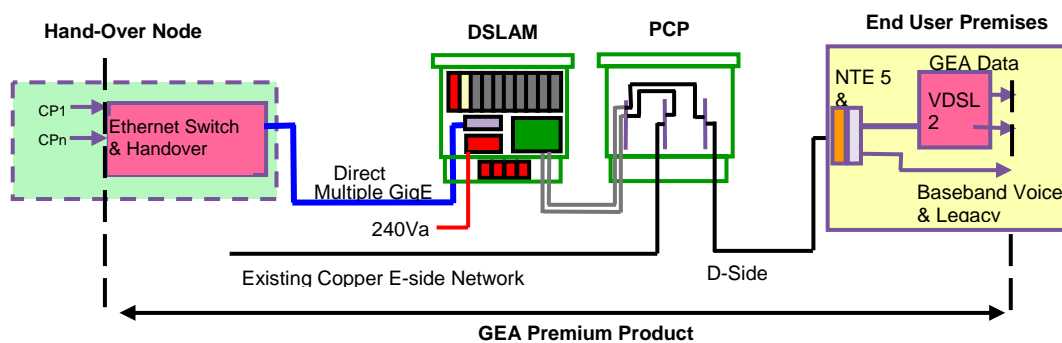 Hand-Over Node
DSLAM
PCP
End User Premises
CP1
CPn
Ethernet Switch
& Handover
Direct
Multiple GigE
240Va
Existing Copper E-side Network
D-Side
NTE 5
&
GEA Data
VDSL
2
Baseband Voice
& Legacy
GEA Premium Product